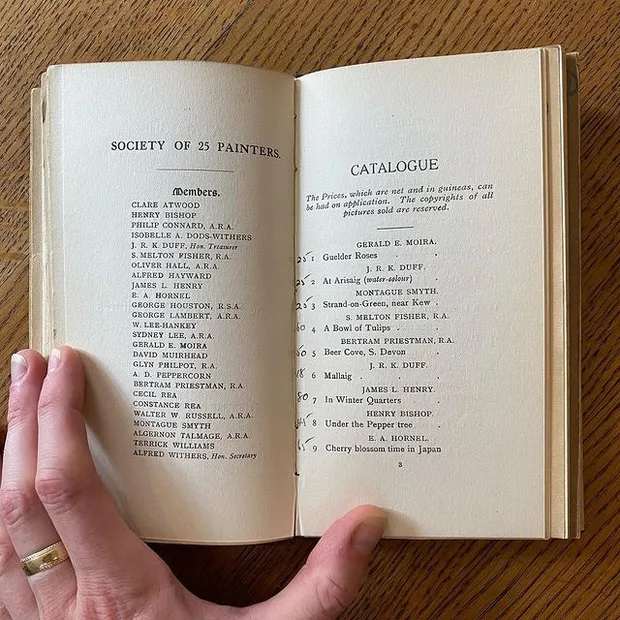 SOCIETY OF 25 PAINTERS.
Members.
CLARE ATWOOD
HENRY BISHOP
PHILIP CONNARD, A.R.A.
ISOBELLE A. DODS-WITHERS
J. R. K. DUFF, Hon. Treasurer
S. MELTON FISHER, R.A.
OLIVER HALL, A.R.A.
ALFRED HAYWARD
JAMES L. HENRY
E. A. HORNEL
GEORGE HOUSTON, R.S.A.
GEORGE LAMBERT, A.R.A.
W. LEE-HANKEY
SYDNEY LEE, A.R.A.
GERALD E. MOIRA
DAVID MUIRHEAD
GLYN PHILPOT, R.A.
A. D. PEPPERCORN
BERTRAM PRIESTMAN, R.A.
CECIL REA
CONSTANCE REA
WALTER W. RUSSELL, A.R.A.
MONTAGUE SMYTH
ALGERNON TALMAGE, A.R.A.
TERRICK WILLIAMS
ALFRED WITHERS, Hon. Secretary
CATALOGUE
The Prices, which are net and in guineas, can
be had on application. The copyrights of all
pictures sold are reserved.
GERALD E. MOIRA.
25 1 Guelder Roses . .
J. R. K. DUFF.
2 At Arisaig (water-colour) .
MONTAGUE SMYTH.
25 3 Strand-on-Green, near Kew .
S. MELTON FISHER, R.A.
60 4 A Bowl of Tulips . .
BERTRAM PRIESTMAN, R.A.
5 Beer Cove, S. Devon .
J. R. K. DUFF.
18 6 Mallaig . .
JAMES L. HENRY.
80 7 In Winter Quarters .
HENRY BISHOP.
8 Under the Pepper tree .
E. A. HORNEL.
9 Cherry blossom time in Japan
3